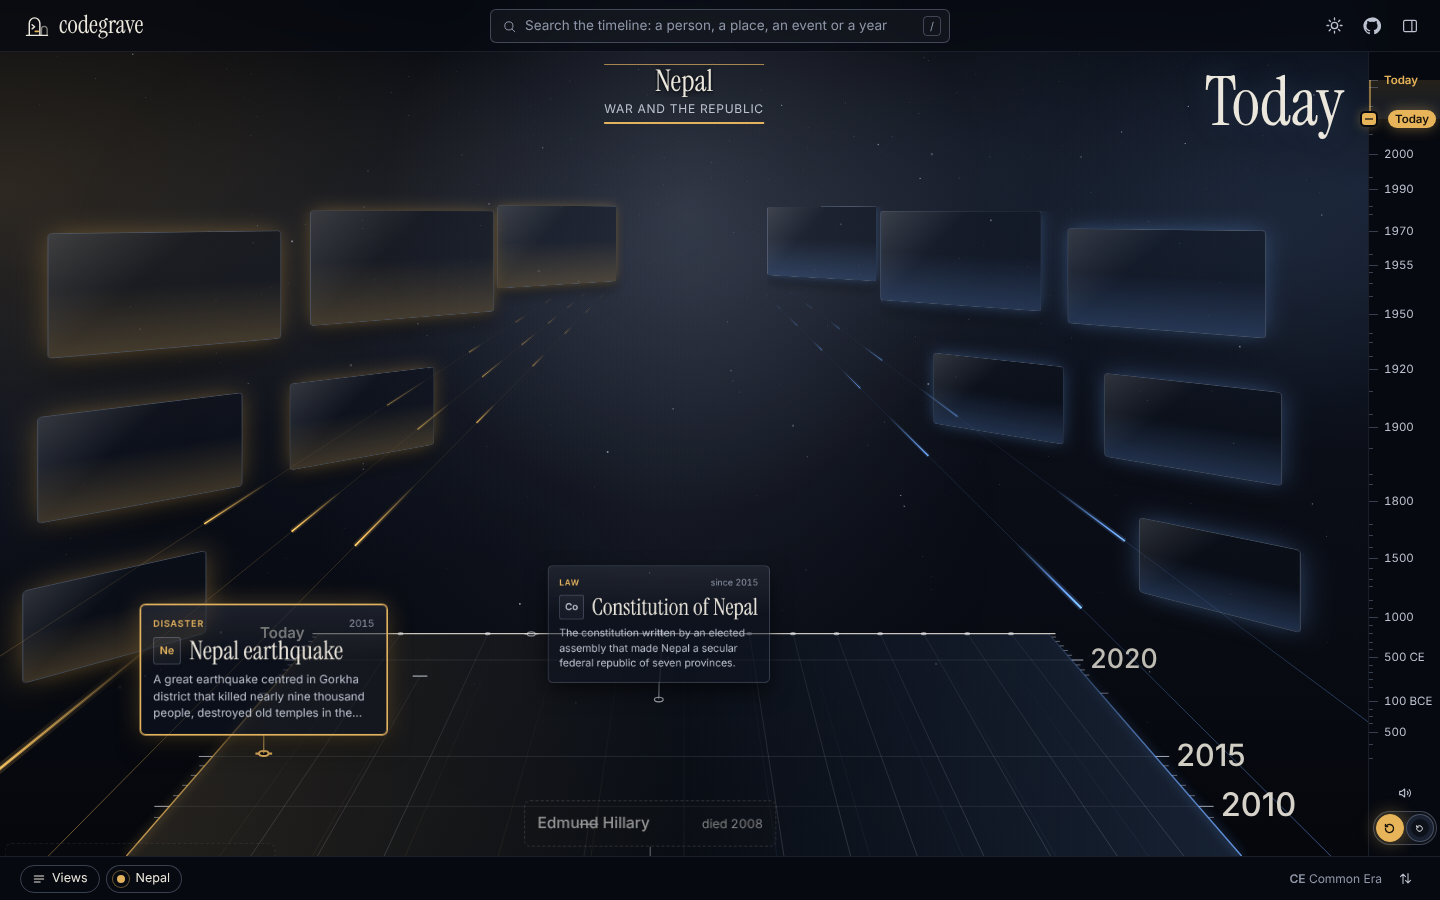 codegrave
Search the timeline: a person, a place, an event or a year
/
Nepal
WAR AND THE REPUBLIC
Today
Today
Today
2000
1990
1970
1955
1950
1920
1900
1800
1500
1000
500 CE
100 BCE
500
LAW
since 2015
Co
Constitution of Nepal
The constitution written by an elected
assembly that made Nepal a secular
federal republic of seven provinces.
DISASTER
2015
Today
Ne
Nepal earthquake
A great earthquake centred in Gorkha
district that killed nearly nine thousand
people, destroyed old temples in the...
2020
2015
2010
Edmund Hillary
died 2008
Views
Nepal
CE Common Era